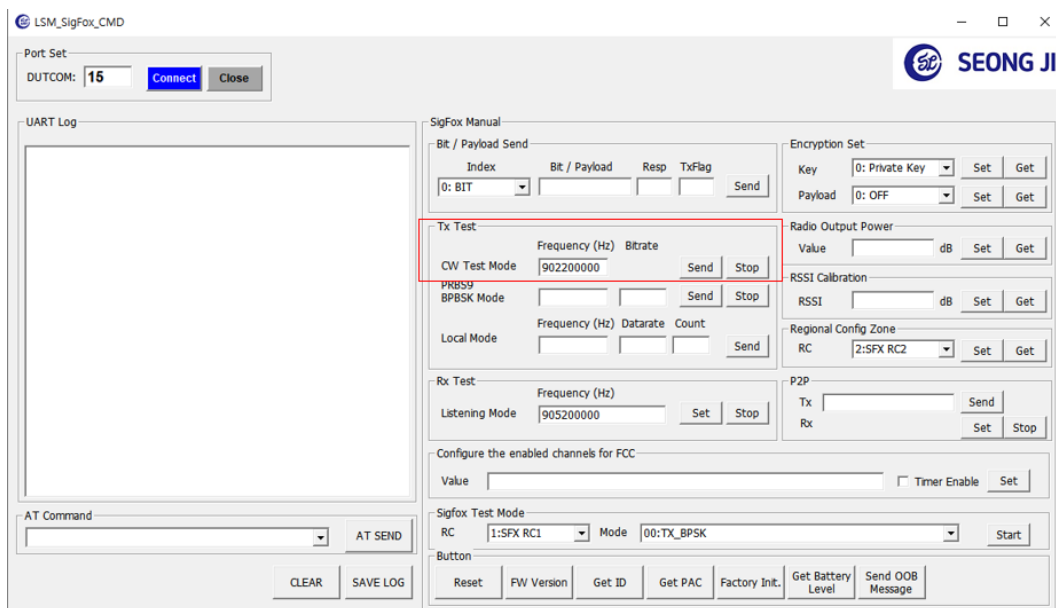 LSM_SigFox_CMD
Port Set
DUTCOM: 15 Connect Close
SEONG JI
UART Log
SigFox Manual
Bit / Payload Send
Index Bit / Payload Resp TxFlag
0: BIT Send
Encryption Set
Key 0: Private Key Set Get
Payload 0: OFF Set Get
Tx Test
Frequency (Hz) Bitrate
CW Test Mode 902200000 Send Stop
PRBS9
BPBSK Mode Send Stop
Frequency (Hz) Datarate Count
Local Mode Send
Radio Output Power
Value dB Set Get
RSSI Calibration
RSSI dB Set Get
Regional Config Zone
RC 2:SFX RC2 Set Get
Rx Test
Frequency (Hz)
Listening Mode 905200000 Set Stop
P2P
Tx Send
Rx Set Stop
Configure the enabled channels for FCC
Value Timer Enable Set
AT Command
AT SEND
CLEAR SAVE LOG
Sigfox Test Mode
RC 1:SFX RC1 Mode 00:TX_BPSK Start
Button
Reset FW Version Get ID Get PAC Factory Init. Get Battery Level Send OOB Message